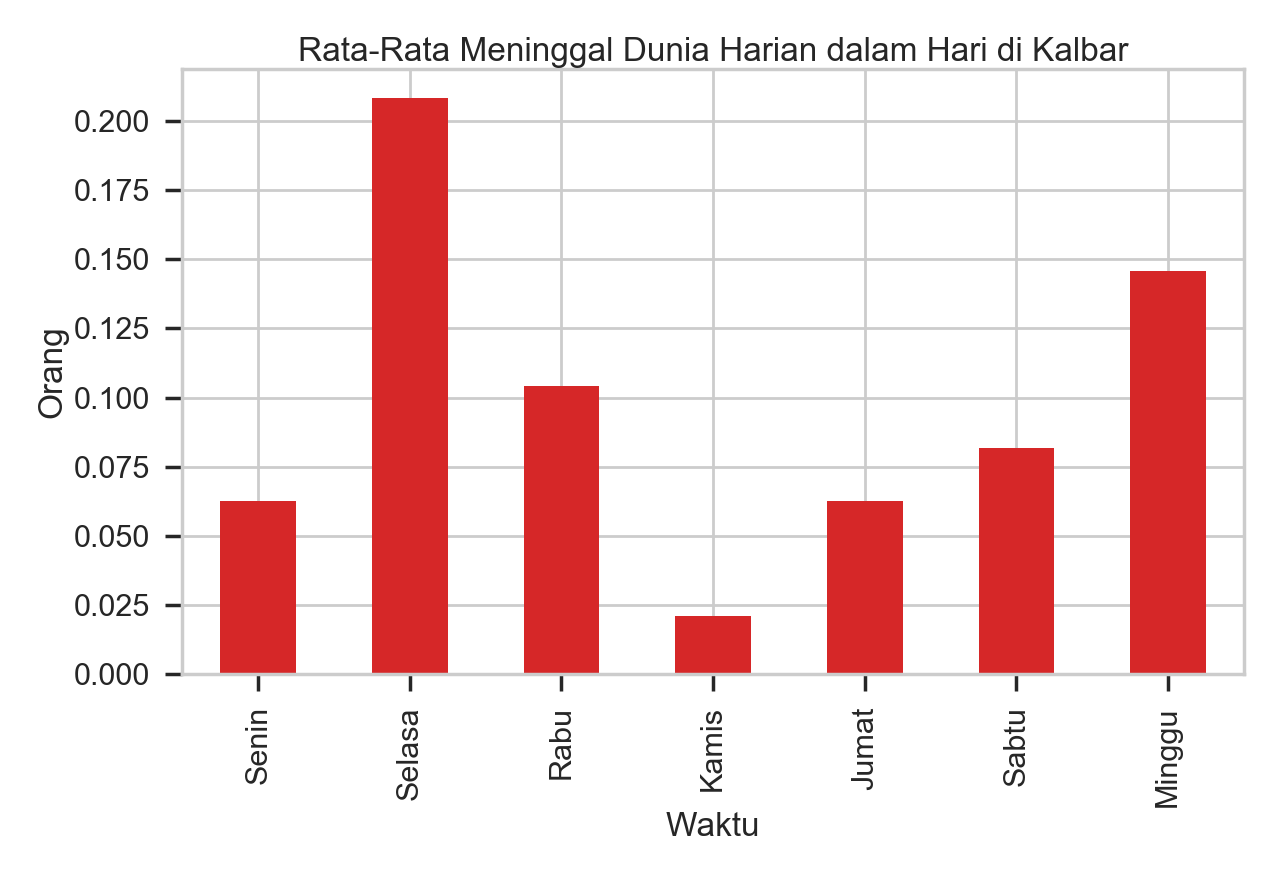 Rata-Rata Meninggal Dunia Harian dalam Hari di Kalbar
0.200
0.175
0.150
0.125
0.100
0.075
0.050
0.025
0.000
Orang
Senin
Selasa
Rabu
Kamis
Jumat
Sabtu
Minggu
Waktu